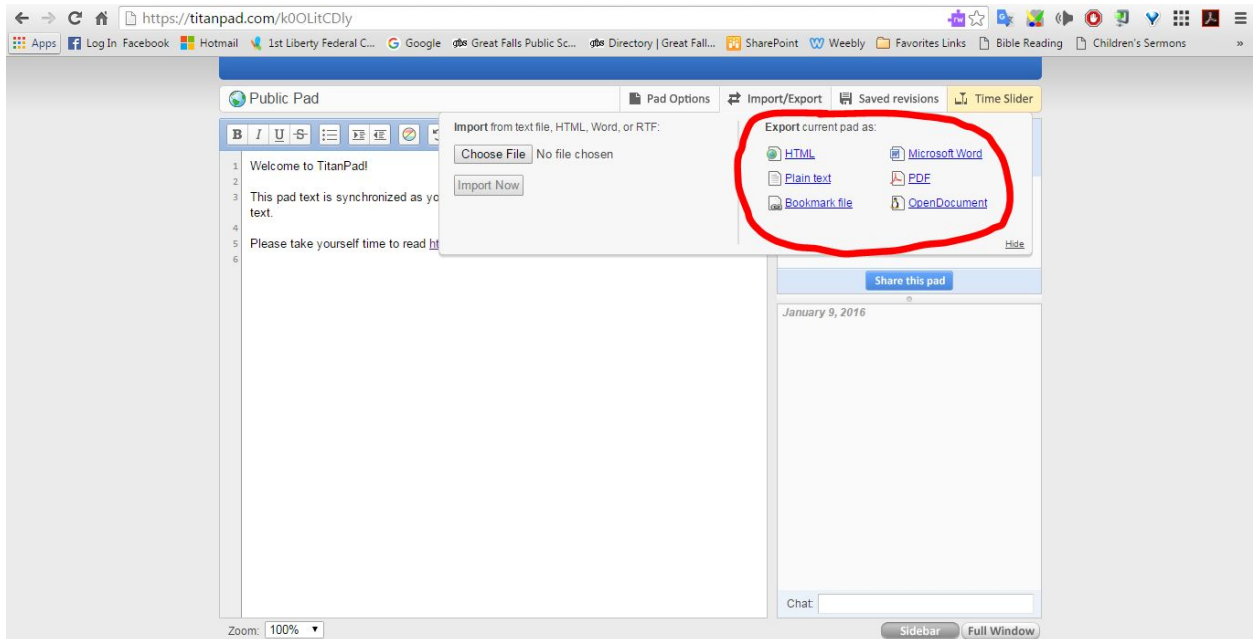 https://titanpad.com/k0OLitCDly
Apps Log In Facebook Hotmail 1st Liberty Federal C... Google Great Falls Public Sc... Directory | Great Fall... SharePoint Weebly Favorites Links Bible Reading Children's Sermons »
Public Pad Pad Options Import/Export Saved revisions Time Slider
B I U S
Import from text file, HTML, Word, or RTF:
Choose File No file chosen
Import Now
Export current pad as:
HTML Microsoft Word
Plain text PDF
Bookmark file OpenDocument
Hide
1 Welcome to TitanPad!
2
3 This pad text is synchronized as yo
text.
4
5 Please take yourself time to read ht
6
Share this pad
January 9, 2016
Chat:
Zoom: 100% Sidebar Full Window